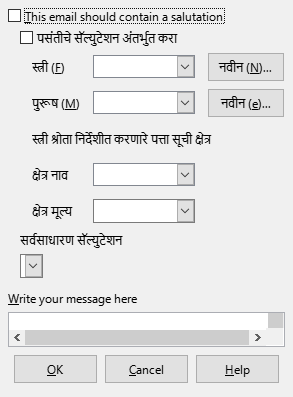 This email should contain a salutation
पसंतीचे सॅल्युटेशन अंतर्भुत करा
स्त्री (F)
नवीन (N)...
पुरूष (M)
नवीन (e)...
स्त्री श्रोता निर्देशीत करणारे पत्ता सूची क्षेत्र
क्षेत्र नाव
क्षेत्र मूल्य
सर्वसाधारण सॅल्युटेशन
Write your message here
OK
Cancel
Help